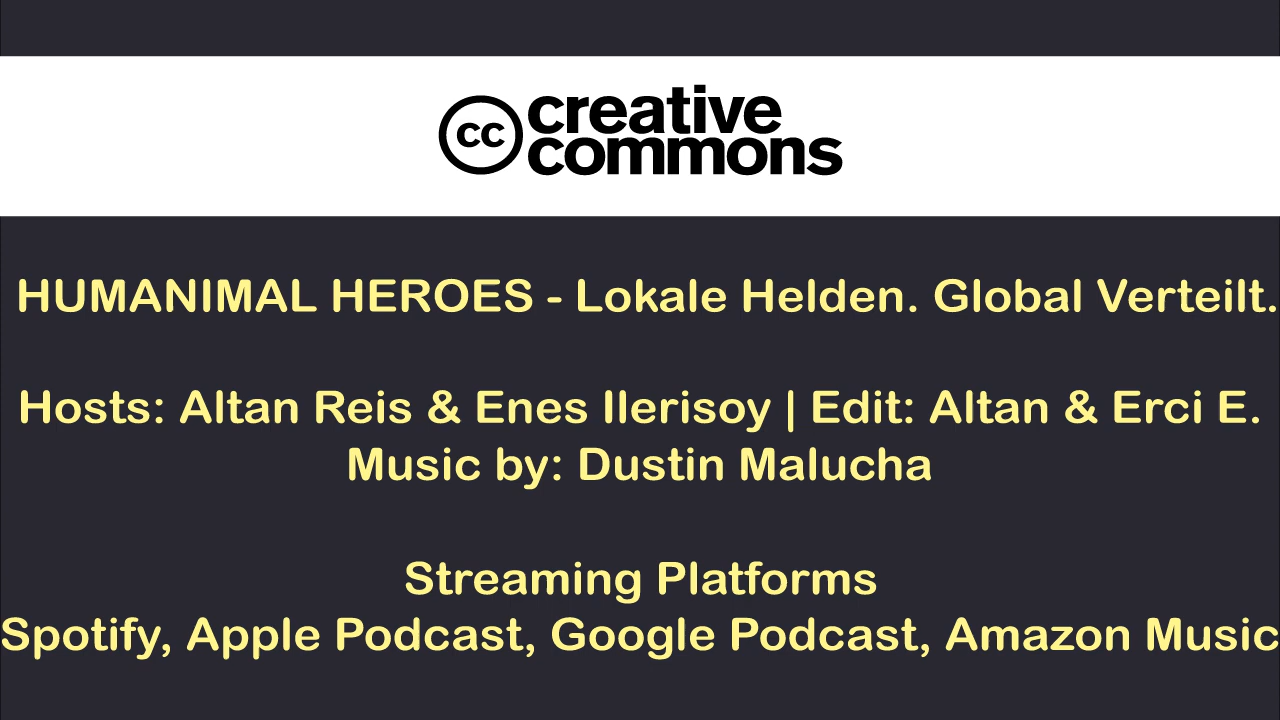 cc creative
commons
HUMANIMAL HEROES - Lokale Helden. Global Verteilt.
Hosts: Altan Reis & Enes Ilerisoy | Edit: Altan & Erci E.
Music by: Dustin Malucha
Streaming Platforms
Spotify, Apple Podcast, Google Podcast, Amazon Music